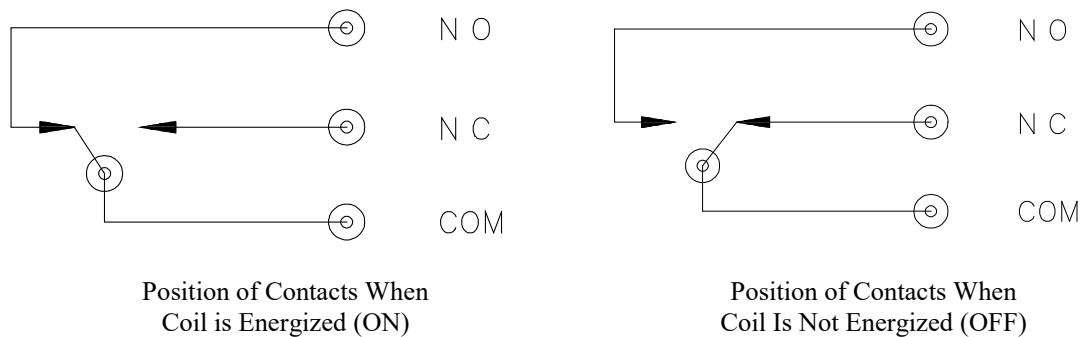 N O
N C
COM
Position of Contacts When
Coil is Energized (ON)
N O
N C
COM
Position of Contacts When
Coil Is Not Energized (OFF)